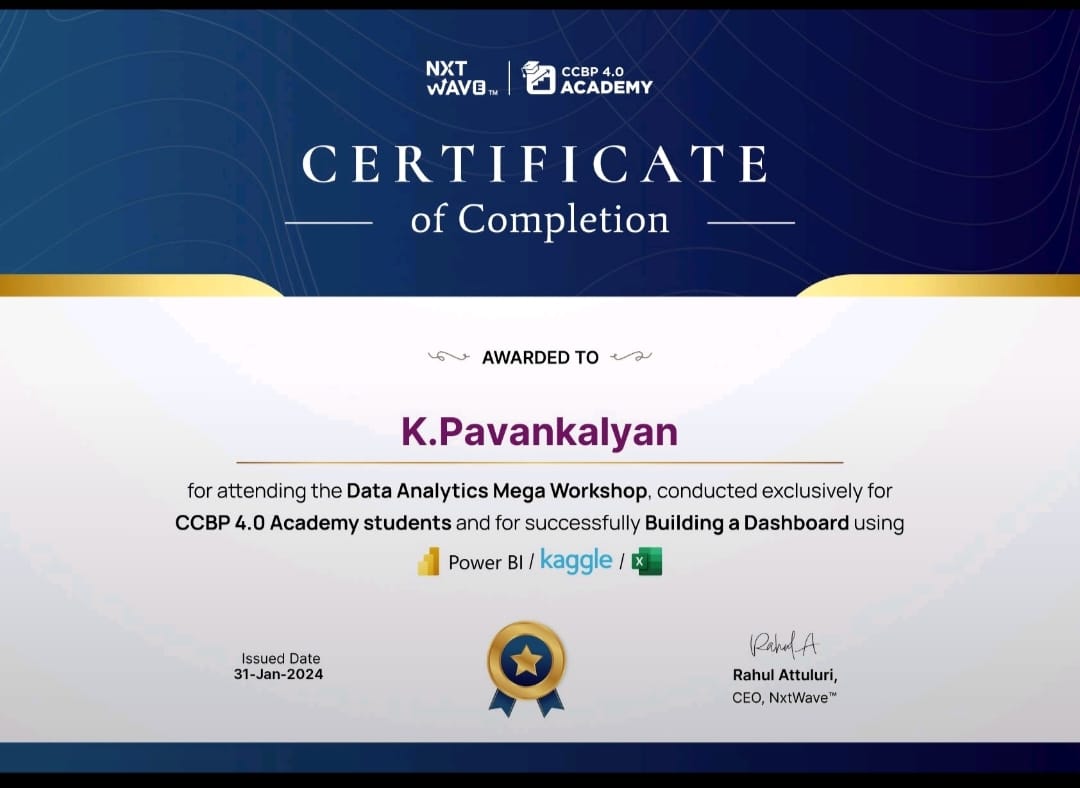 NXT
WAVE™
CCBP 4.0
ACADEMY
CERTIFICATE
of Completion
AWARDED TO
K.Pavankalyan
for attending the Data Analytics Mega Workshop, conducted exclusively for
CCBP 4.0 Academy students and for successfully Building a Dashboard using
Power BI / kaggle / X
Issued Date
31-Jan-2024
Rahul A
Rahul Attuluri,
CEO, NxtWave™